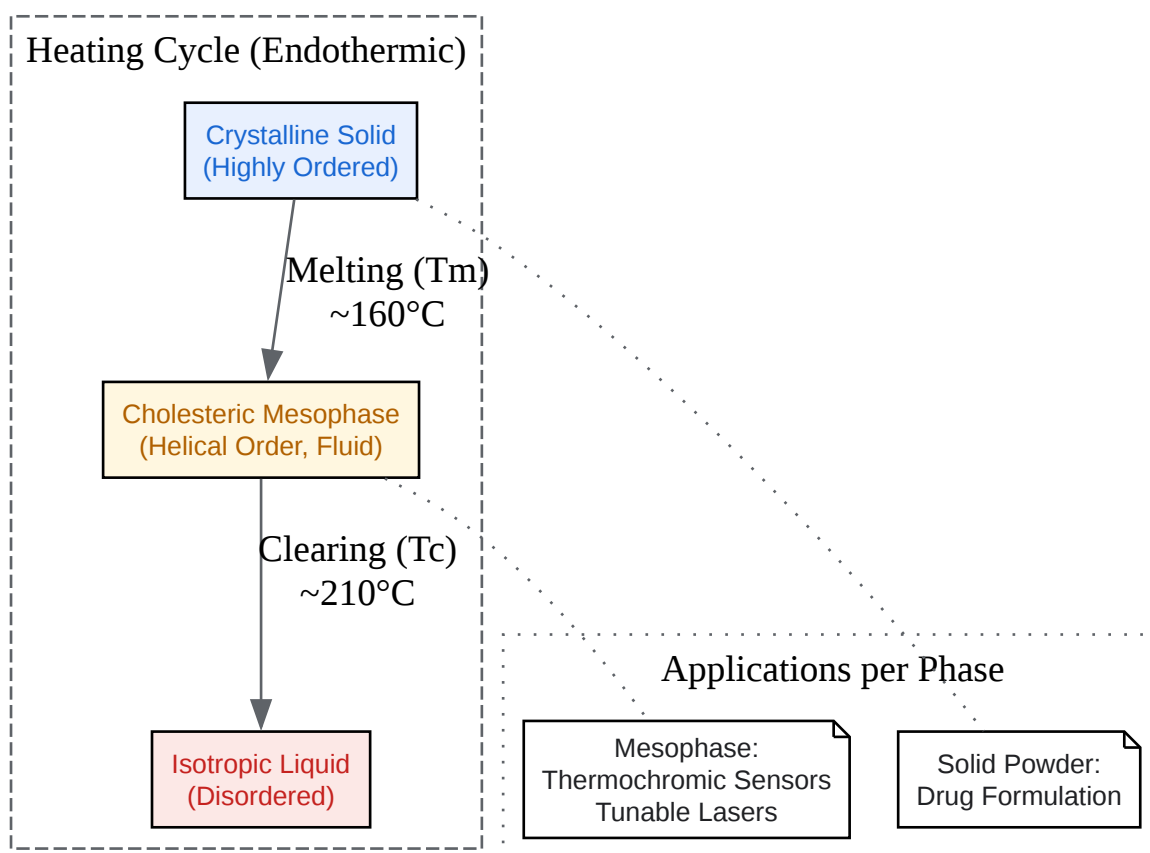 Heating Cycle (Endothermic)
Crystalline Solid
(Highly Ordered)
Melting (Tm)
~160°C
Cholesteric Mesophase
(Helical Order, Fluid)
Clearing (Tc)
~210°C
Isotropic Liquid
(Disordered)
Applications per Phase
Mesophase:
Thermochromic Sensors
Tunable Lasers
Solid Powder:
Drug Formulation